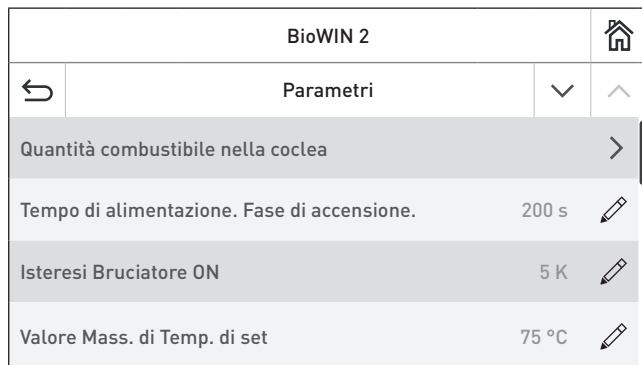 BioWIN 2
Parametri
Quantità combustibile nella coclea
Tempo di alimentazione. Fase di accensione. 200 s
Isteresi Bruciatore ON 5 K
Valore Mass. di Temp. di set 75 °C